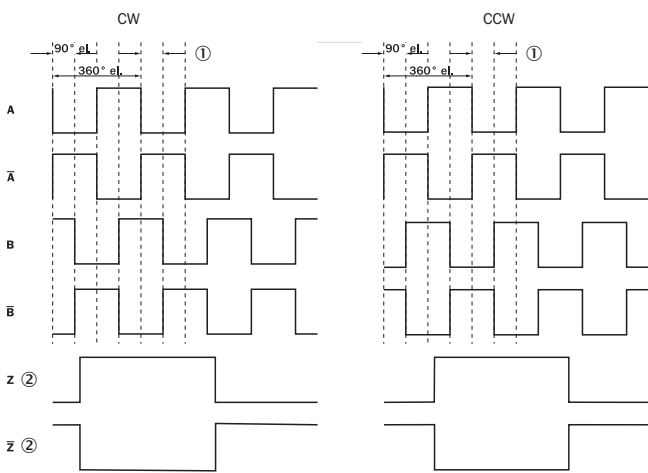 CW CCW
90° el. ① 90° el. ①
360° el. 360° el.
A
A̅
B
B̅
Z ②
Z̅ ②